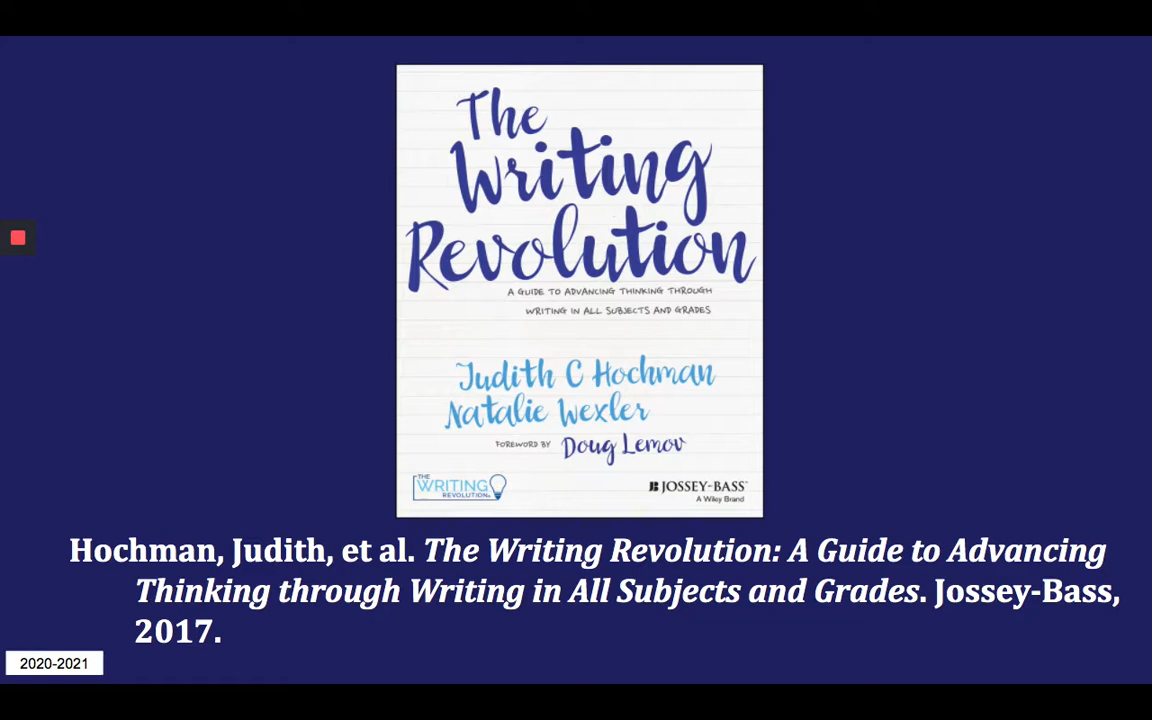 The
Writing
Revolution
A GUIDE TO ADVANCING THINKING THROUGH
WRITING IN ALL SUBJECTS AND GRADES
Judith C Hochman
Natalie Wexler
FOREWORD BY Doug Lemov
THE
WRITING
REVOLUTION®
JOSSEY-BASS™
A Wiley Brand
Hochman, Judith, et al. The Writing Revolution: A Guide to Advancing
Thinking through Writing in All Subjects and Grades. Jossey-Bass,
2017.
2020-2021